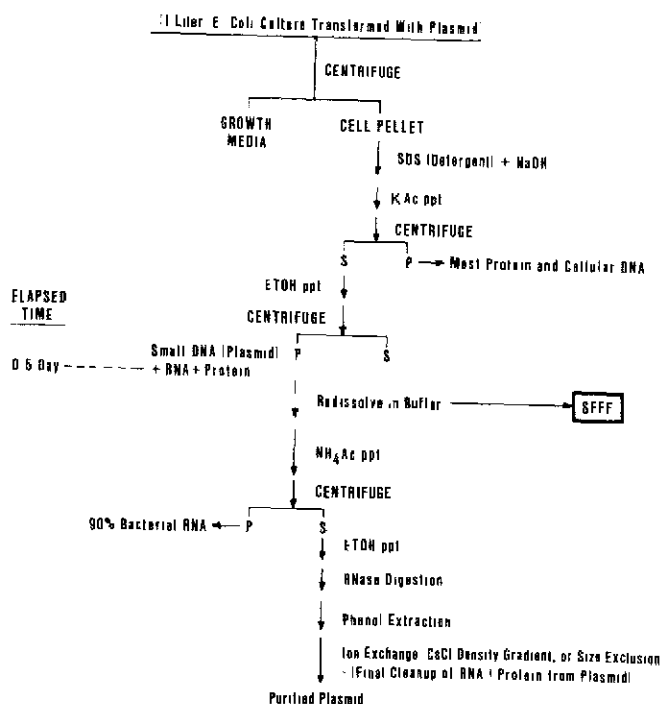 (1 Liter E Coli Culture Transformed With Plasmid
CENTRIFUGE
GROWTH
MEDIA
CELL PELLET
SDS (Detergent) + NaOH
KAc ppt
CENTRIFUGE
S
P
Most Protein and Cellular DNA
ETOH ppt
CENTRIFUGE
ELAPSED
TIME
Small DNA (Plasmid)
+ RNA + Protein
P
S
0 5 Day
Redissolve in Buffer
SFFF
NH4Ac ppt
CENTRIFUGE
90% Bacterial RNA
P
S
ETOH ppt
RNase Digestion
Phenol Extraction
Ion Exchange CsCl Density Gradient, or Size Exclusion
- (Final Cleanup of RNA + Protein from Plasmid)
Purified Plasmid